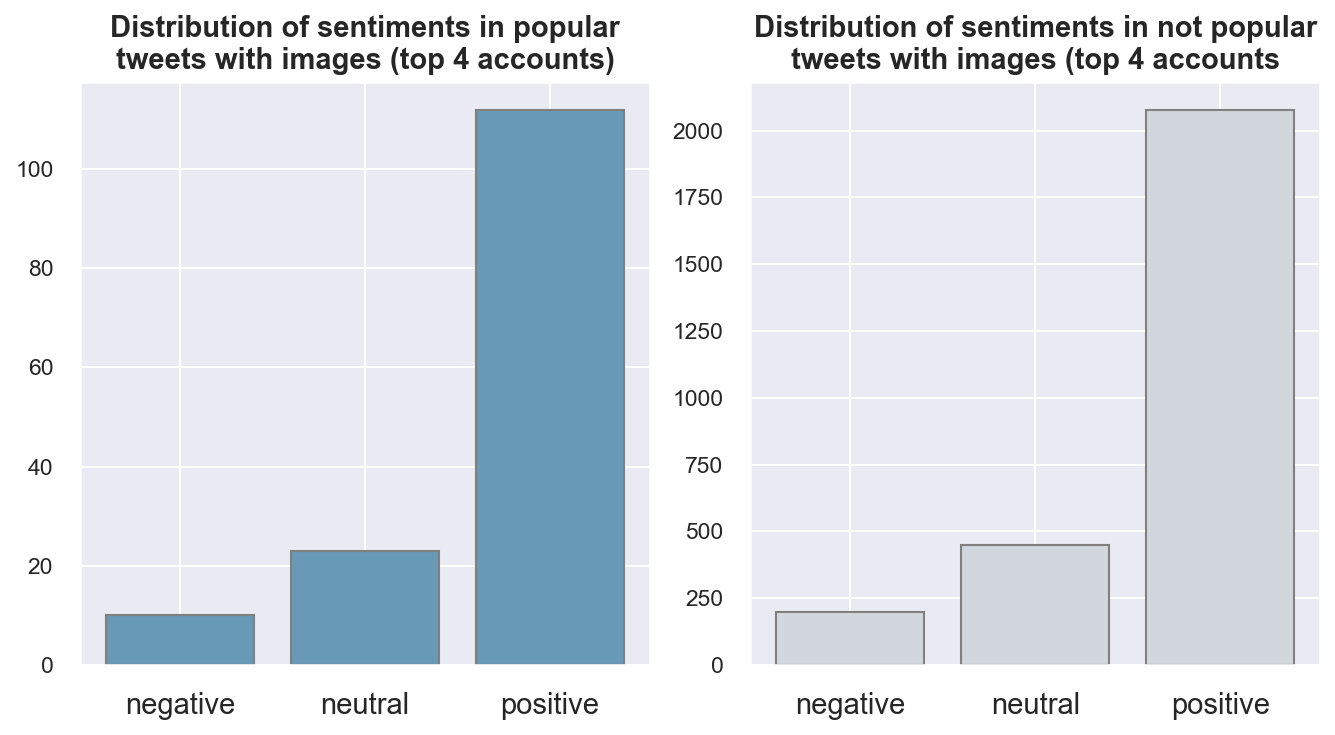 Distribution of sentiments in popular
tweets with images (top 4 accounts)
100
80
60
40
20
0
negative
neutral
positive
Distribution of sentiments in not popular
tweets with images (top 4 accounts
2000
1750
1500
1250
1000
750
500
250
0
negative
neutral
positive